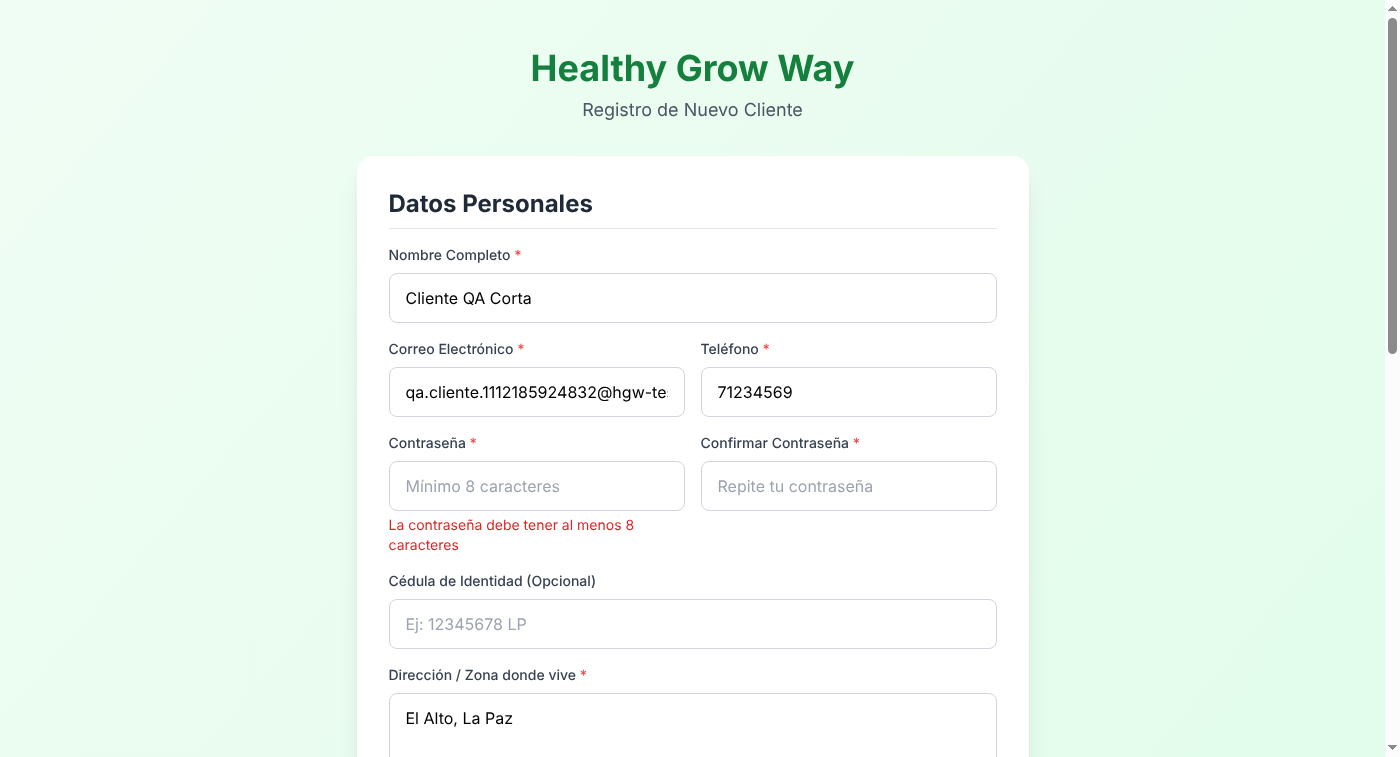 Healthy Grow Way
Registro de Nuevo Cliente
Datos Personales
Nombre Completo *
Cliente QA Corta
Correo Electrónico *
Teléfono *
qa.cliente.1112185924832@hgw-te
71234569
Contraseña *
Confirmar Contraseña *
Mínimo 8 caracteres
Repite tu contraseña
La contraseña debe tener al menos 8
caracteres
Cédula de Identidad (Opcional)
Ej: 12345678 LP
Dirección / Zona donde vive *
El Alto, La Paz